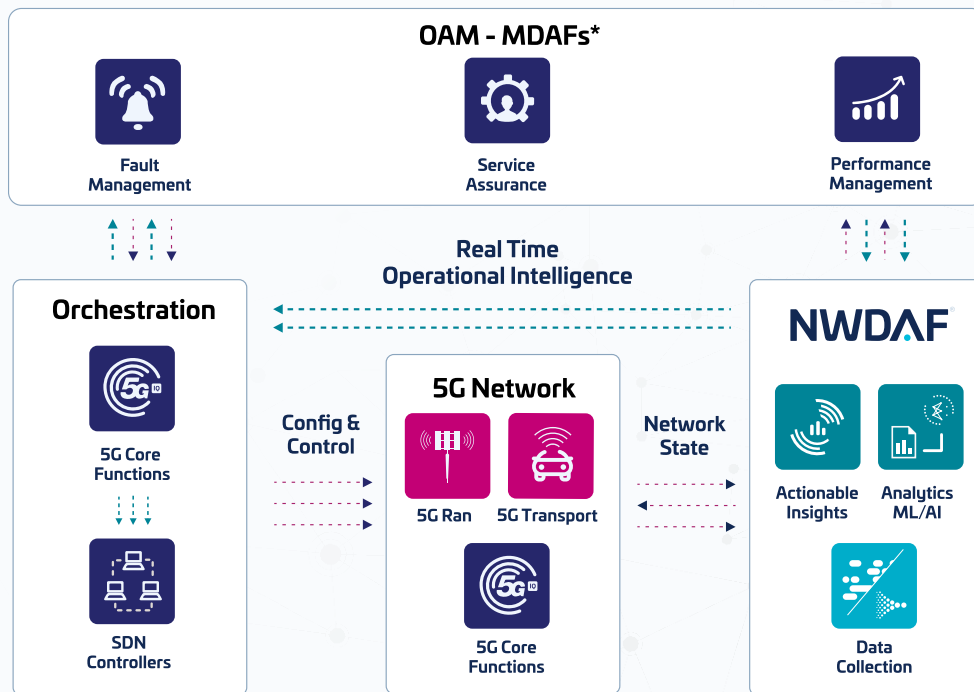 OAM - MDAFs*
Fault
Management
Service
Assurance
Performance
Management
Real Time
Operational Intelligence
Orchestration
5G IQ
5G Core
Functions
SDN
Controllers
Config &
Control
5G Network
5G Ran
5G Transport
5G IQ
5G Core
Functions
Network
State
NWDAF
Actionable
Insights
Analytics
ML/AI
Data
Collection